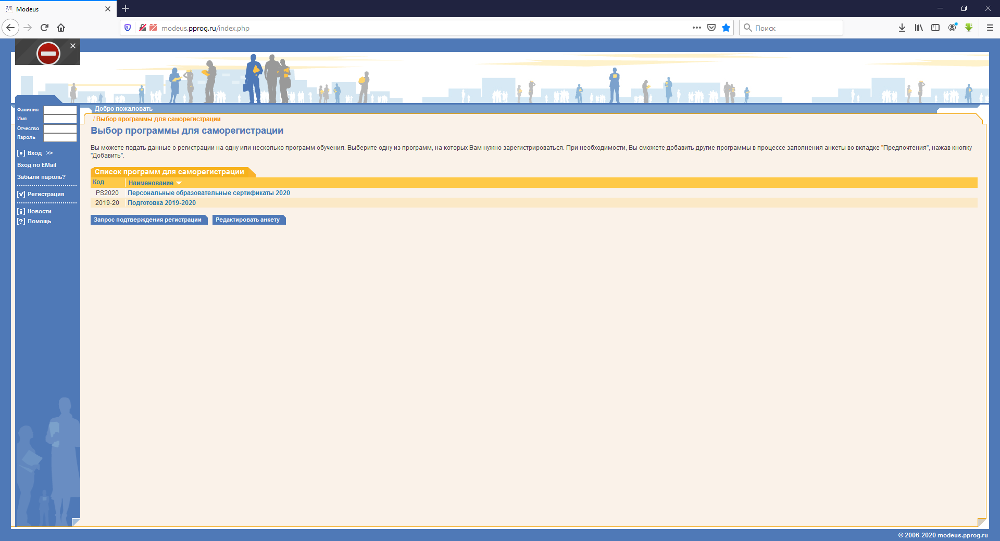 Modeus
modeus.pprog.ru/index.php
Поиск
Фамилия
Имя
Отчество
Пароль
Вход >>
Вход по EMail
Забыли пароль?
Регистрация
[i] Новости
[?] Помощь
Добро пожаловать
/ Выбор программы для саморегистрации
Выбор программы для саморегистрации
Вы можете подать данные о регистрации на одну или несколько программ обучения. Выберите одну из программ, на которых Вам нужно зарегистрироваться. При необходимости, Вы сможете добавить другие программы в процессе заполнения анкеты во вкладке "Предпочтения", нажав кнопку
"Добавить".
Список программ для саморегистрации
Код Наименование
PS2020 Персональные образовательные сертификаты 2020
2019-20 Подготовка 2019-2020
Запрос подтверждения регистрации Редактировать анкету
© 2006-2020 modeus.pprog.ru